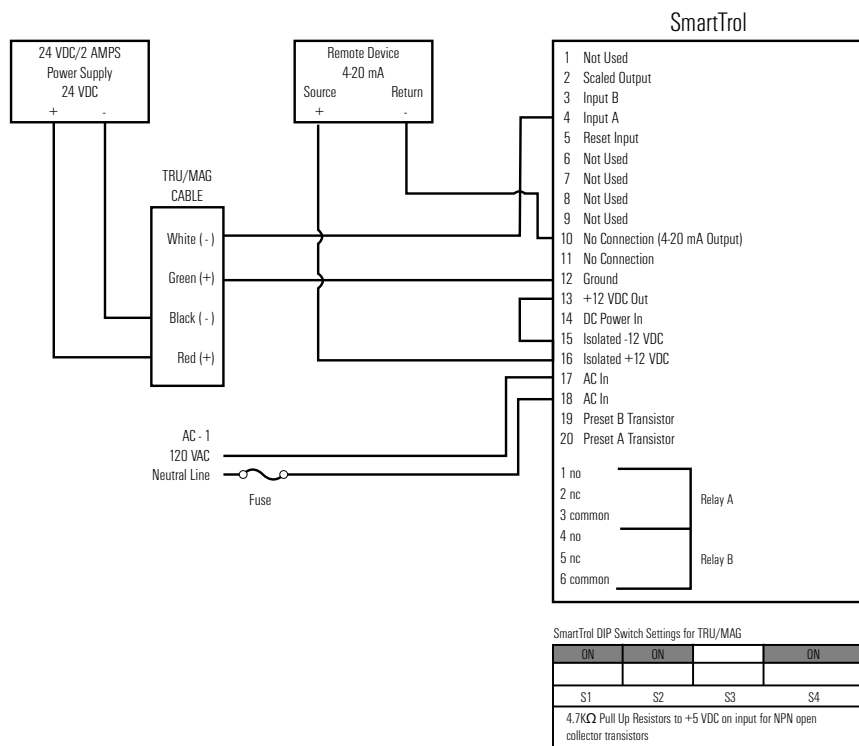 SmartTrol
24 VDC/2 AMPS
Power Supply
24 VDC
+ -
Remote Device
4-20 mA
Source Return
+ -
TRU/MAG
CABLE
White ( - )
Green (+)
Black ( - )
Red (+)
AC - 1
120 VAC
Neutral Line
Fuse
1 Not Used
2 Scaled Output
3 Input B
4 Input A
5 Reset Input
6 Not Used
7 Not Used
8 Not Used
9 Not Used
10 No Connection (4-20 mA Output)
11 No Connection
12 Ground
13 +12 VDC Out
14 DC Power In
15 Isolated -12 VDC
16 Isolated +12 VDC
17 AC In
18 AC In
19 Preset B Transistor
20 Preset A Transistor
1 no
2 nc
3 common
Relay A
4 no
5 nc
6 common
Relay B
SmartTrol DIP Switch Settings for TRU/MAG
ON ON ON
S1 S2 S3 S4
4.7KΩ Pull Up Resistors to +5 VDC on input for NPN open
collector transistors